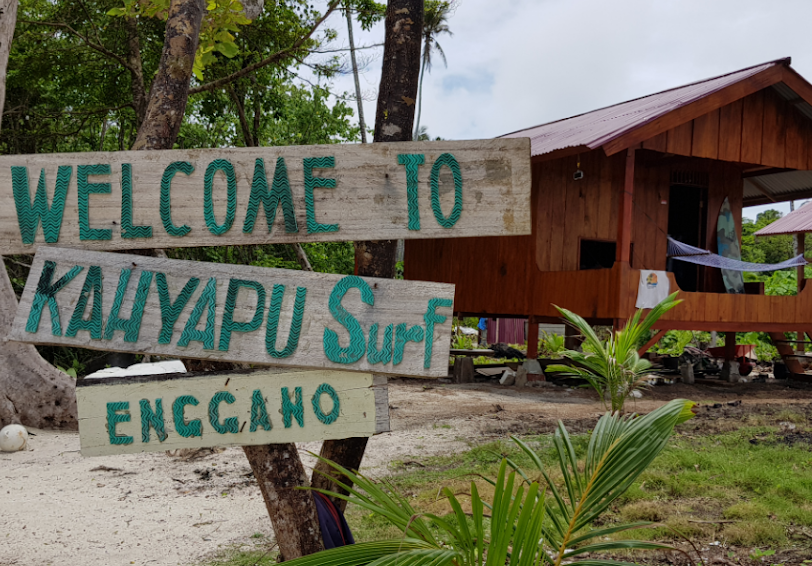 WELCOME TO
KAHYAPU SURF
ENGGANO